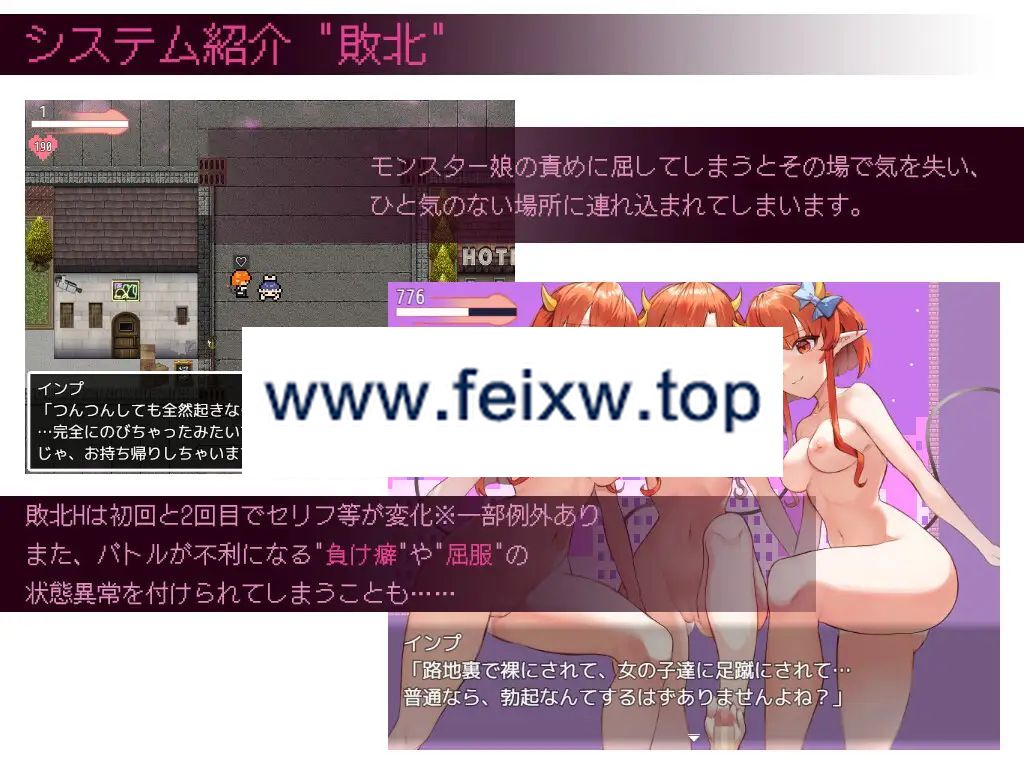 システム紹介 "敗北"
1
190
モンスター娘の責めに屈してしまうとその場で気を失い、
ひと気のない場所に連れ込まれてしまいます。
HOTE
776
インプ
「つんつんしても全然起きな
…完全にのびちゃったみたい
じゃ、お持ち帰りしちゃいま
www.feixw.top
敗北Hは初回と2回目でセリフ等が変化※一部例外あり
また、バトルが不利になる"負け癖"や"屈服"の
状態異常を付けられてしまうことも……
インプ
「路地裏で裸にされて、女の子達に足蹴にされて…
普通なら、勃起なんてするはずありませんよね？」